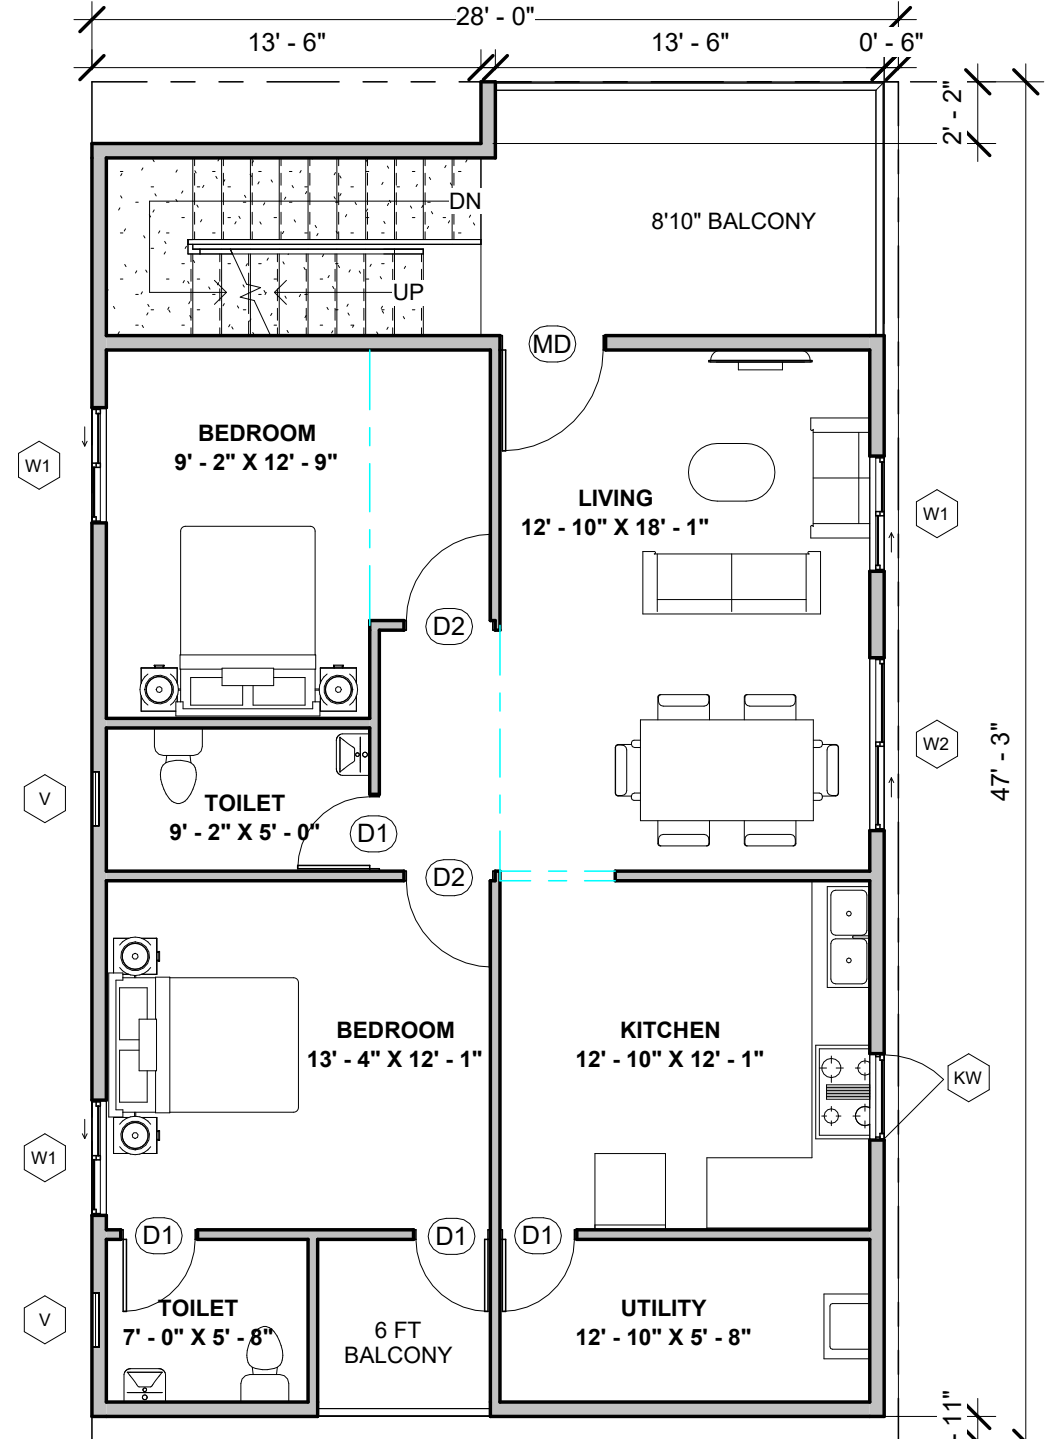 28' - 0"
13' - 6"
13' - 6"
0' - 6"
2' - 2"
DN
8'10" BALCONY
UP
MD
BEDROOM
9' - 2" X 12' - 9"
W1
LIVING
12' - 10" X 18' - 1"
W1
D2
W2
47' - 3"
V
TOILET
9' - 2" X 5' - 0"
D1
D2
BEDROOM
13' - 4" X 12' - 1"
KITCHEN
12' - 10" X 12' - 1"
KW
W1
D1
D1
D1
V
TOILET
7' - 0" X 5' - 8"
6 FT
BALCONY
UTILITY
12' - 10" X 5' - 8"
- 11"